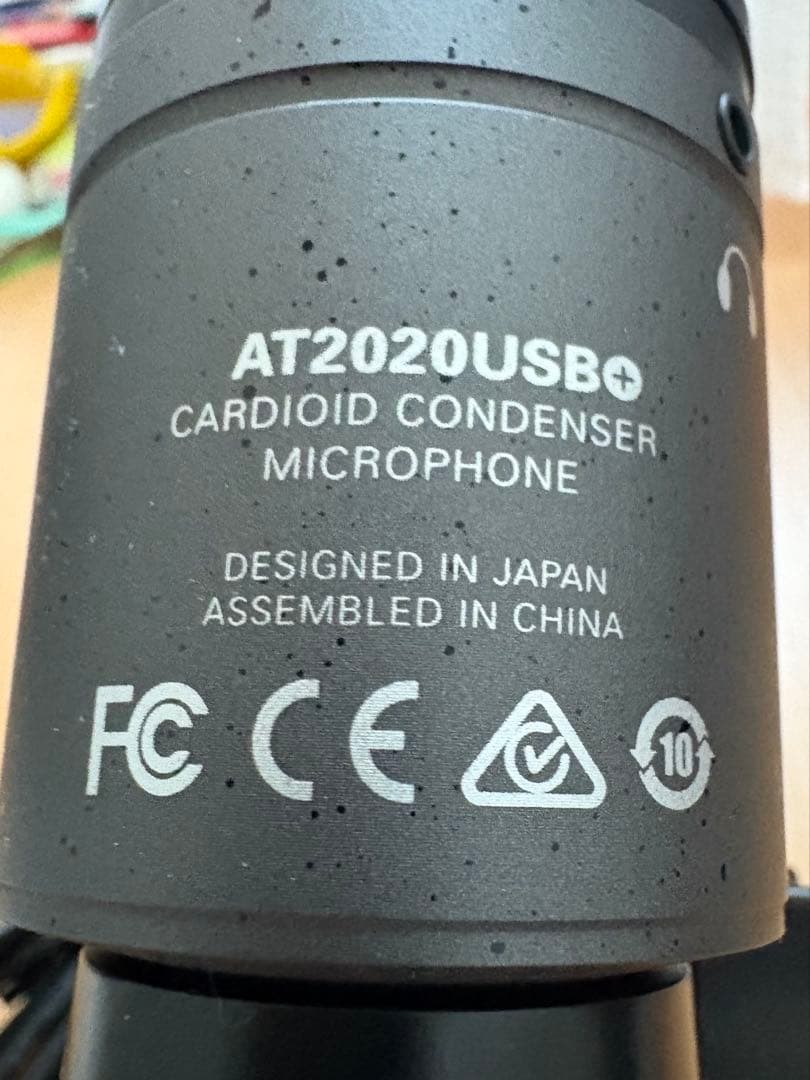 AT2020USB+
CARDIOID CONDENSER
MICROPHONE
DESIGNED IN JAPAN
ASSEMBLED IN CHINA
FC CE 10